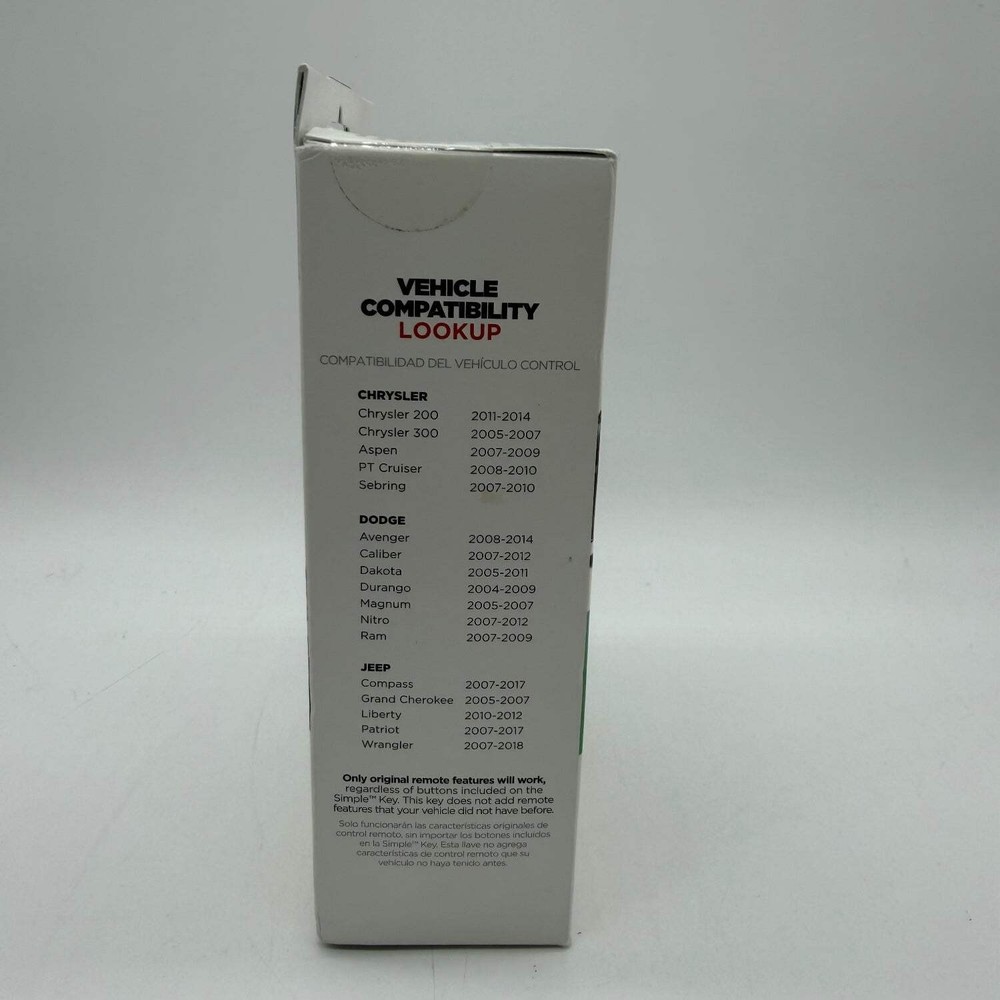 VEHICLE
COMPATIBILITY
LOOKUP
COMPATIBILIDAD DEL VEHÍCULO CONTROL
CHRYSLER
Chrysler 200 2011-2014
Chrysler 300 2005-2007
Aspen 2007-2009
PT Cruiser 2008-2010
Sebring 2007-2010
DODGE
Avenger 2008-2014
Caliber 2007-2012
Dakota 2005-2011
Durango 2004-2009
Magnum 2005-2007
Nitro 2007-2012
Ram 2007-2009
JEEP
Compass 2007-2017
Grand Cherokee 2005-2007
Liberty 2010-2012
Patriot 2007-2017
Wrangler 2007-2018
Only original remote features will work,
regardless of buttons included on the
Simple™ Key. This key does not add remote
features that your vehicle did not have before.
Solo funcionarán las características originales de
control remoto, sin importar los botones incluidos
en la Simple™ Key. Esta llave no agrega
características de control remoto que su
vehículo no haya tenido antes.